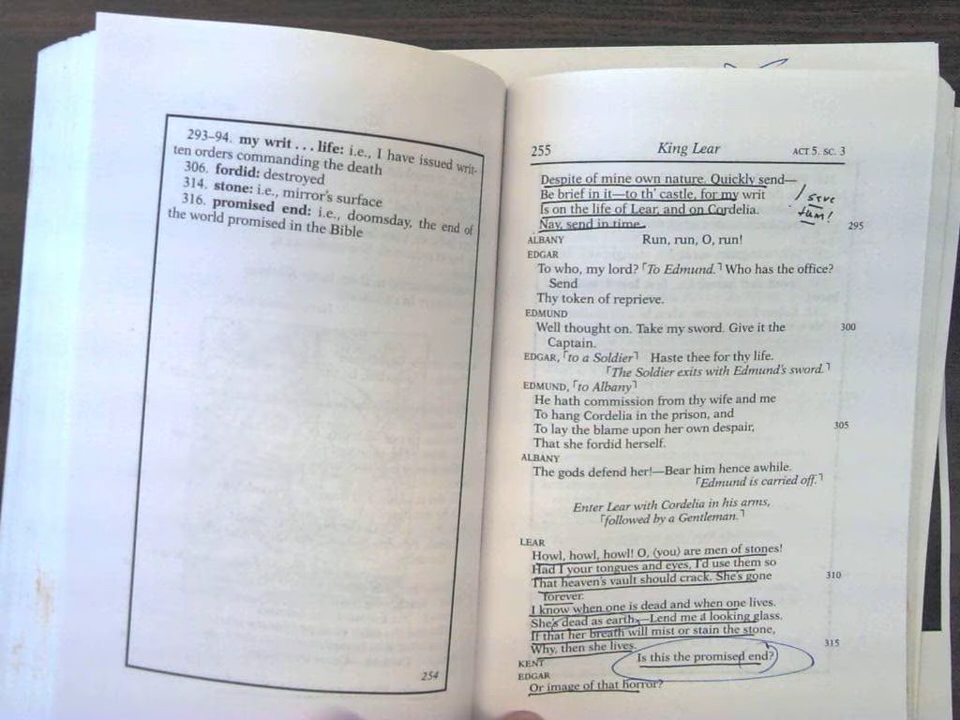 293–94. my writ . . . life: i.e., I have issued writ-
ten orders commanding the death
306. fordid: destroyed
314. stone: i.e., mirror's surface
316. promised end: i.e., doomsday, the end of
the world promised in the Bible
254
255 King Lear ACT 5. SC. 3
Despite of mine own nature. Quickly send—
Be brief in it—to th' castle, for my writ
Is on the life of Lear, and on Cordelia.
Nay, send in time. 295
save
them!
ALBANY Run, run, O, run!
EDGAR
To who, my lord? ⌜To Edmund.⌝ Who has the office?
Send
Thy token of reprieve.
EDMUND
Well thought on. Take my sword. Give it the 300
Captain.
EDGAR, ⌜to a Soldier⌝ Haste thee for thy life.
⌜The Soldier exits with Edmund's sword.⌝
EDMUND, ⌜to Albany⌝
He hath commission from thy wife and me
To hang Cordelia in the prison, and
To lay the blame upon her own despair, 305
That she fordid herself.
ALBANY
The gods defend her!—Bear him hence awhile.
⌜Edmund is carried off.⌝
Enter Lear with Cordelia in his arms,
⌜followed by a Gentleman.⌝
LEAR
Howl, howl, howl! O, ⟨you⟩ are men of stones!
Had I your tongues and eyes, I'd use them so
That heaven's vault should crack. She's gone 310
forever.
I know when one is dead and when one lives.
She's dead as earth.—Lend me a looking glass.
If that her breath will mist or stain the stone,
Why, then she lives. 315
KENT Is this the promised end?
EDGAR
Or image of that horror?